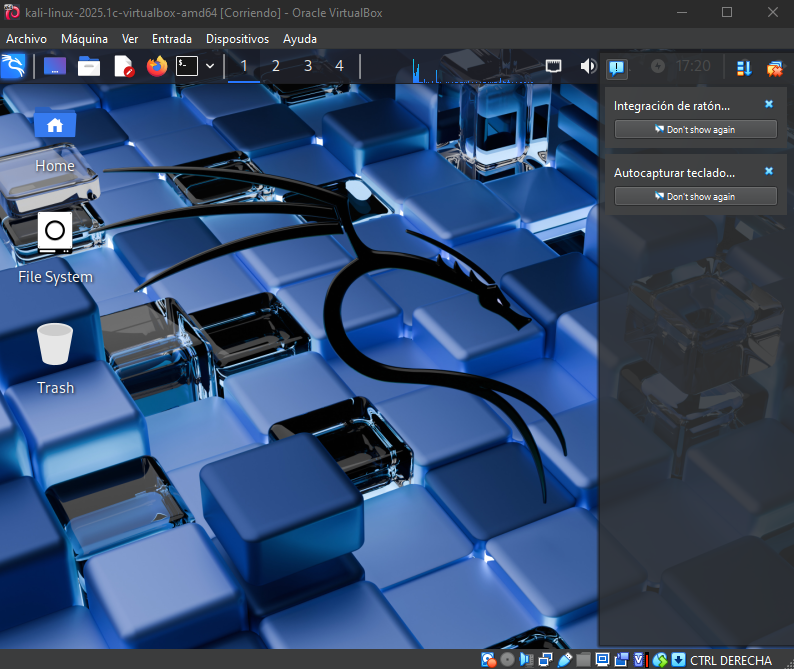 kali-linux-2025.1c-virtualbox-amd64 [Corriendo] - Oracle VirtualBox
Archivo Máquina Ver Entrada Dispositivos Ayuda
1 2 3 4 17:20
Integración de ratón...
Don't show again
Autocapturar teclado...
Don't show again
Home
File System
Trash
CTRL DERECHA